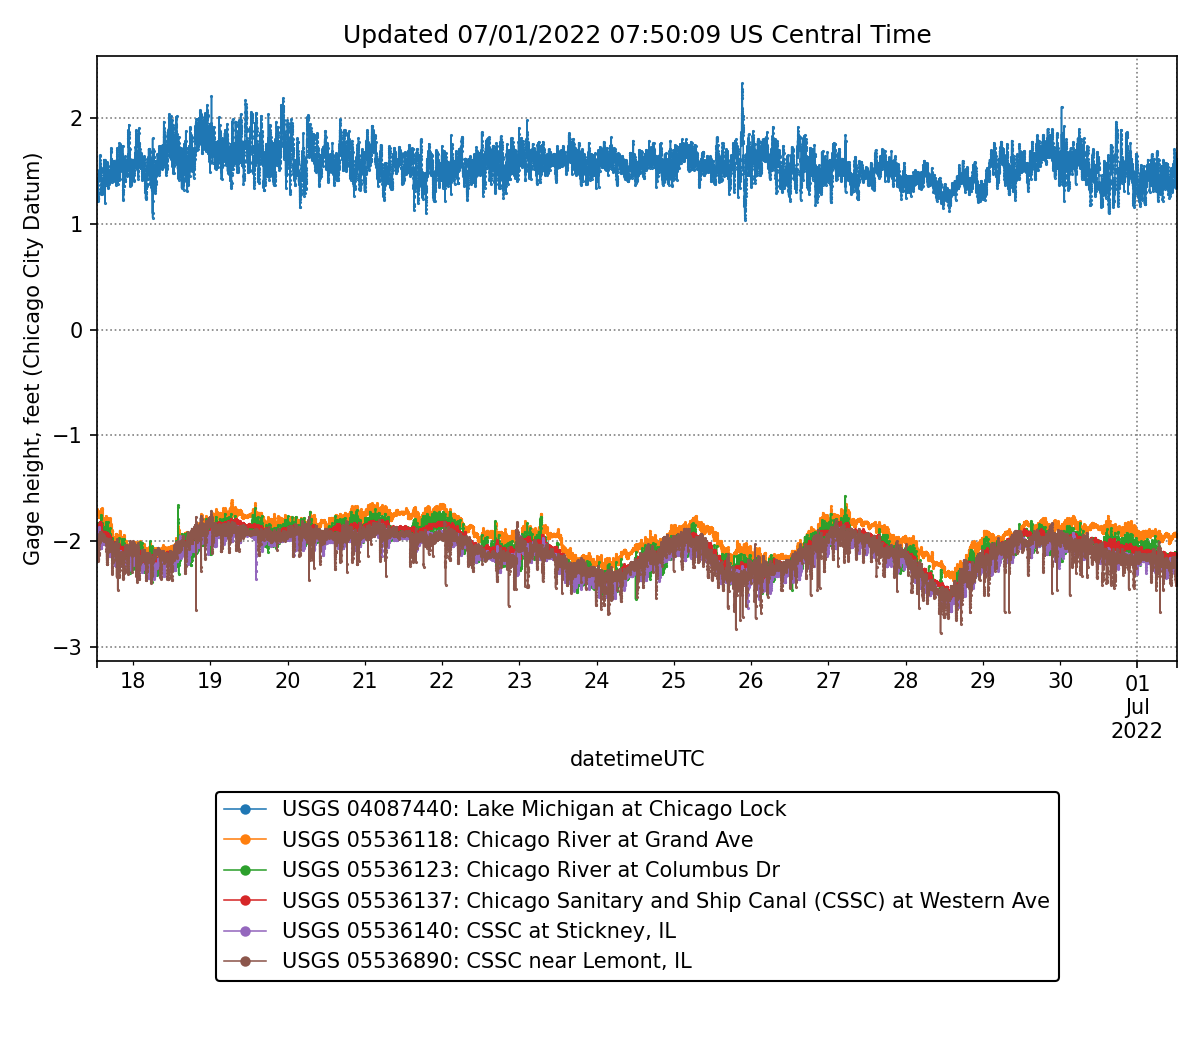 Updated 07/01/2022 07:50:09 US Central Time
Gage height, feet (Chicago City Datum)
2
1
0
−1
−2
−3
18 19 20 21 22 23 24 25 26 27 28 29 30 01
Jul
2022
datetimeUTC
USGS 04087440: Lake Michigan at Chicago Lock
USGS 05536118: Chicago River at Grand Ave
USGS 05536123: Chicago River at Columbus Dr
USGS 05536137: Chicago Sanitary and Ship Canal (CSSC) at Western Ave
USGS 05536140: CSSC at Stickney, IL
USGS 05536890: CSSC near Lemont, IL